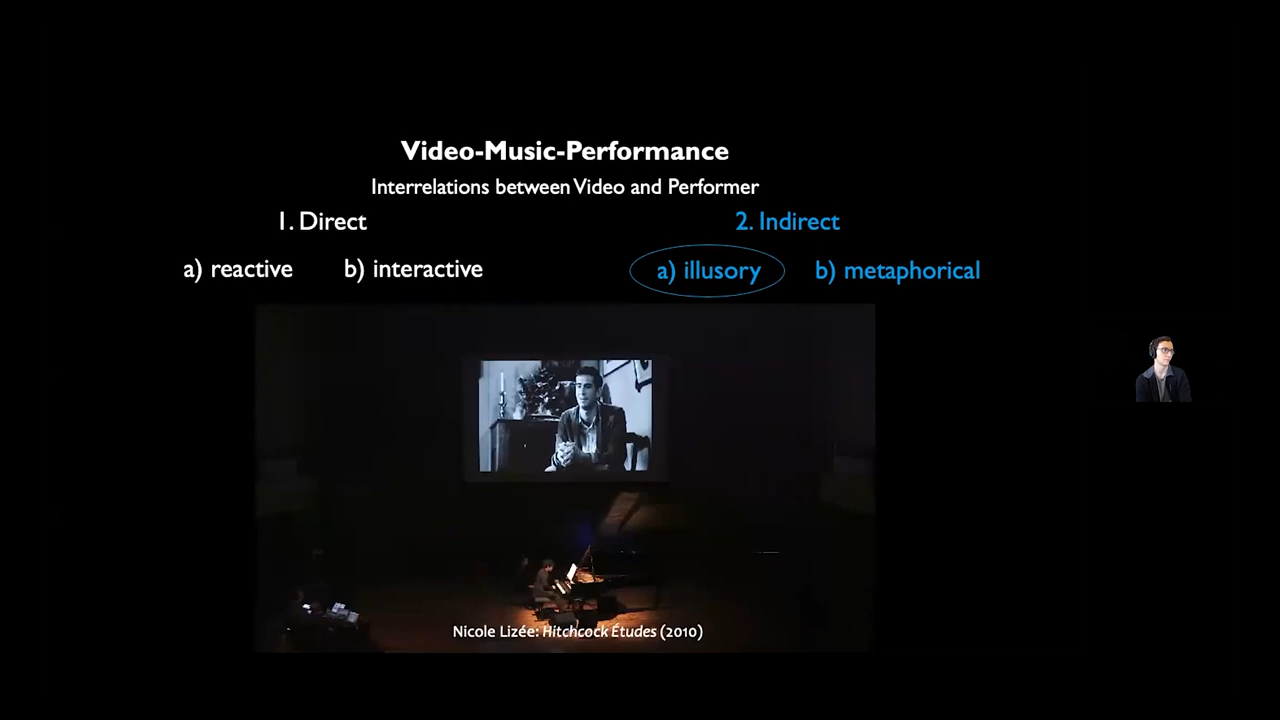 Video-Music-Performance
Interrelations between Video and Performer
1. Direct
2. Indirect
a) reactive
b) interactive
a) illusory
b) metaphorical
Nicole Lizée: Hitchcock Études (2010)